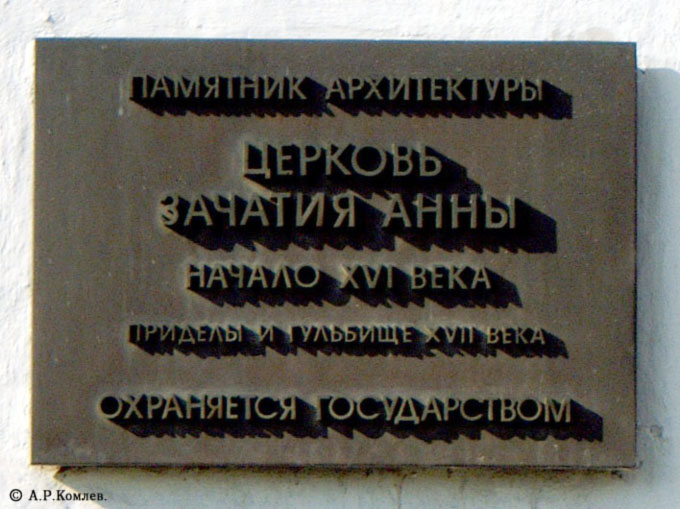 ПАМЯТНИК АРХИТЕКТУРЫ
ЦЕРКОВЬ
ЗАЧАТИЯ АННЫ
НАЧАЛО XVI ВЕКА
ПРИДЕЛЫ И ГУЛЬБИЩЕ XVII ВЕКА
ОХРАНЯЕТСЯ ГОСУДАРСТВОМ
© А.Р.Комлев.